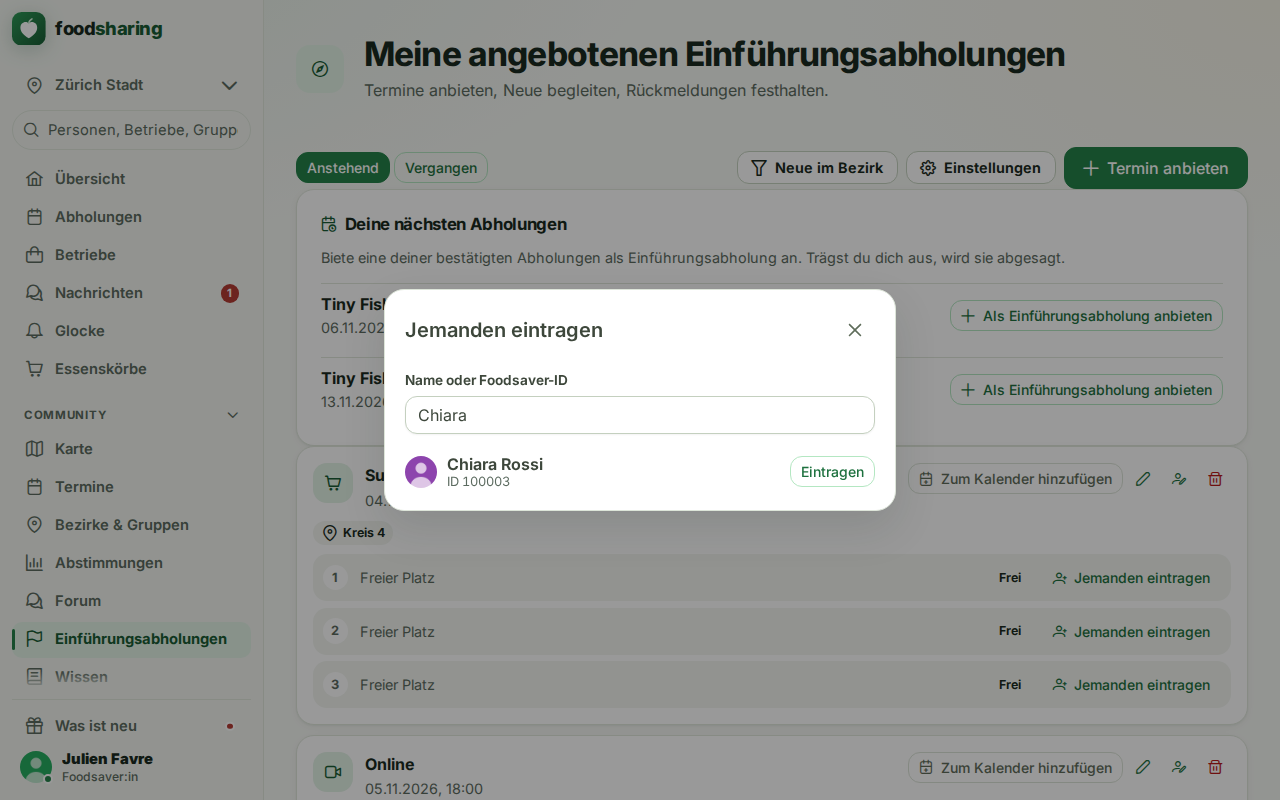 foodsharing
Zürich Stadt
Personen, Betriebe, Grupp
Übersicht
Abholungen
Betriebe
Nachrichten 1
Glocke
Essenskörbe
COMMUNITY
Karte
Termine
Bezirke & Gruppen
Abstimmungen
Forum
Einführungsabholungen
Wissen
Was ist neu
Julien Favre
Foodsaver:in
Meine angebotenen Einführungsabholungen
Termine anbieten, Neue begleiten, Rückmeldungen festhalten.
Anstehend Vergangen Neue im Bezirk Einstellungen Termin anbieten
Deine nächsten Abholungen
Biete eine deiner bestätigten Abholungen als Einführungsabholung an. Trägst du dich aus, wird sie abgesagt.
Tiny
06.11.202
Als Einführungsabholung anbieten
Tiny
13.11.202
Als Einführungsabholung anbieten
Jemanden eintragen
Name oder Foodsaver-ID
Chiara
Chiara Rossi
ID 100003
Eintragen
Su
04.
Zum Kalender hinzufügen
Kreis 4
1 Freier Platz Frei Jemanden eintragen
2 Freier Platz Frei Jemanden eintragen
3 Freier Platz Frei Jemanden eintragen
Online
05.11.2026, 18:00
Zum Kalender hinzufügen